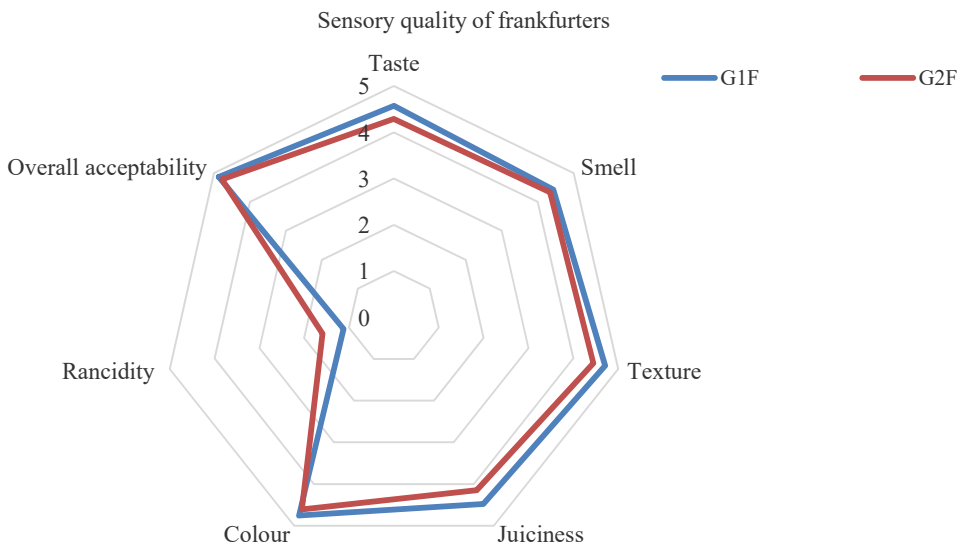 Sensory quality of frankfurters
Taste
G1F
G2F
5
4
3
2
1
0
Overall acceptability
Smell
Rancidity
Texture
Colour
Juiciness